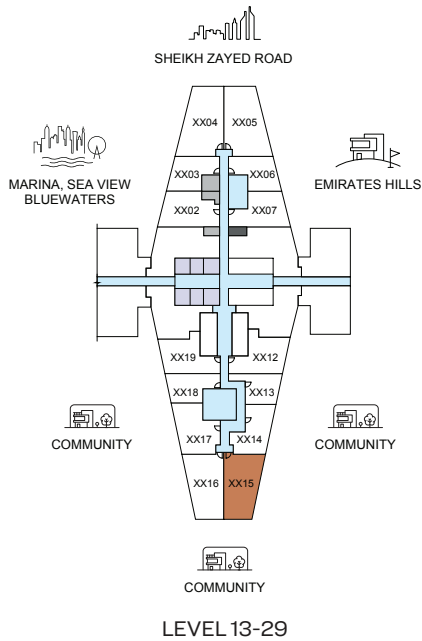 SHEIKH ZAYED ROAD
XX04 XX05
MARINA, SEA VIEW
BLUEWATERS
EMIRATES HILLS
XX03 XX06
XX02 XX07
XX19 XX12
XX18 XX13
XX17 XX14
COMMUNITY
COMMUNITY
XX16 XX15
COMMUNITY
LEVEL 13-29